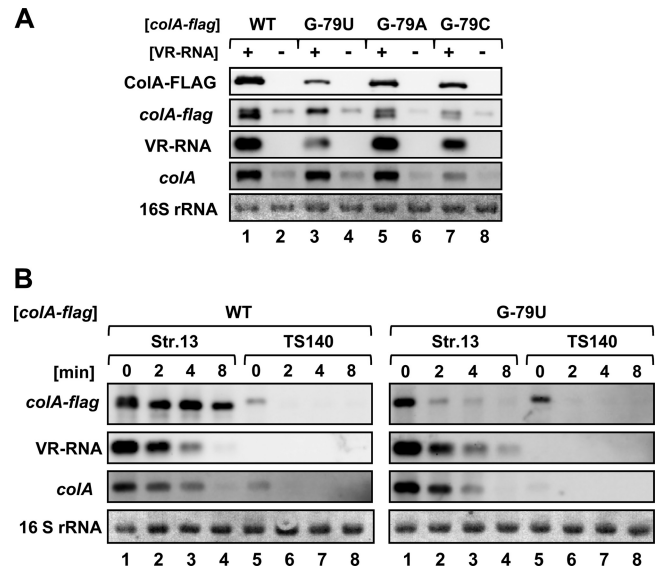 A
[colA-flag] WT G-79U G-79A G-79C
[VR-RNA] + - + - + - + -
ColA-FLAG
colA-flag
VR-RNA
colA
16S rRNA
1 2 3 4 5 6 7 8
B
[colA-flag] WT G-79U
Str.13 TS140 Str.13 TS140
[min] 0 2 4 8 0 2 4 8 0 2 4 8 0 2 4 8
colA-flag
VR-RNA
colA
16 S rRNA
1 2 3 4 5 6 7 8 1 2 3 4 5 6 7 8